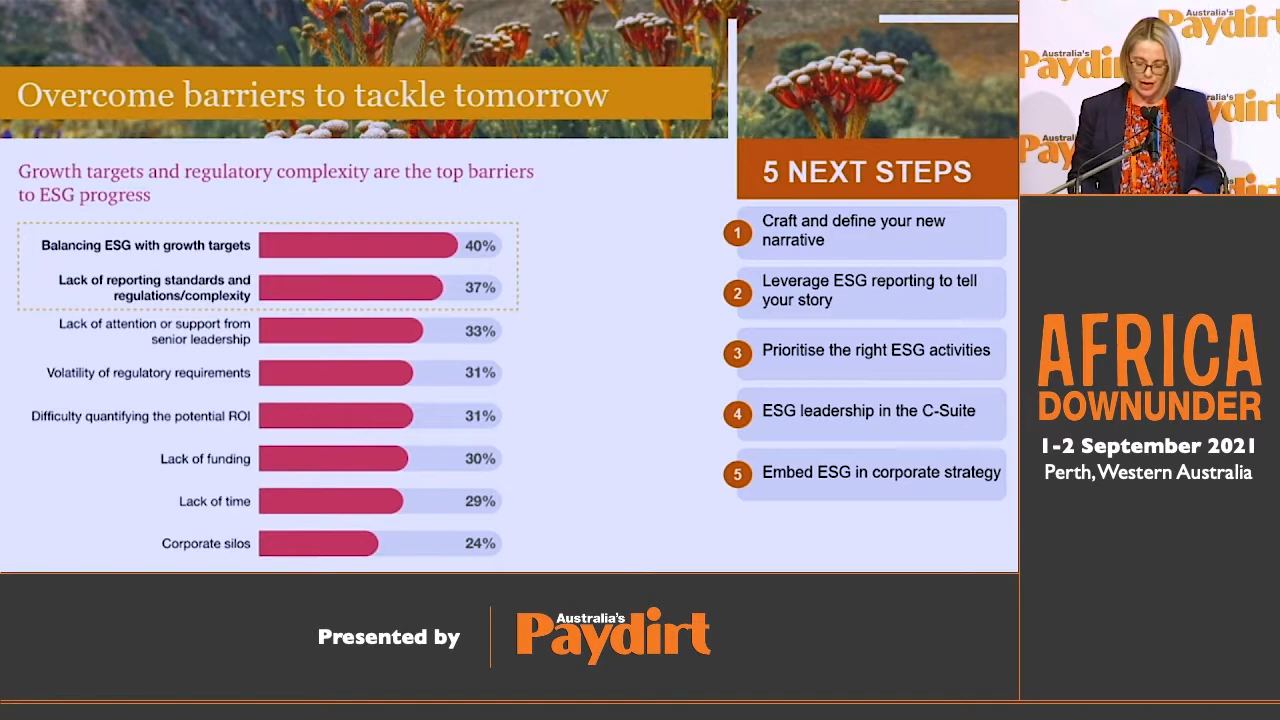 Overcome barriers to tackle tomorrow
Growth targets and regulatory complexity are the top barriers
to ESG progress
Balancing ESG with growth targets 40%
Lack of reporting standards and
regulations/complexity 37%
Lack of attention or support from
senior leadership 33%
Volatility of regulatory requirements 31%
Difficulty quantifying the potential ROI 31%
Lack of funding 30%
Lack of time 29%
Corporate silos 24%
5 NEXT STEPS
1 Craft and define your new
narrative
2 Leverage ESG reporting to tell
your story
3 Prioritise the right ESG activities
4 ESG leadership in the C-Suite
5 Embed ESG in corporate strategy
Australia's
Paydirt
Australia's
Paydirt
AFRICA
DOWNUNDER
1-2 September 2021
Perth, Western Australia
Presented by
Australia's
Paydirt